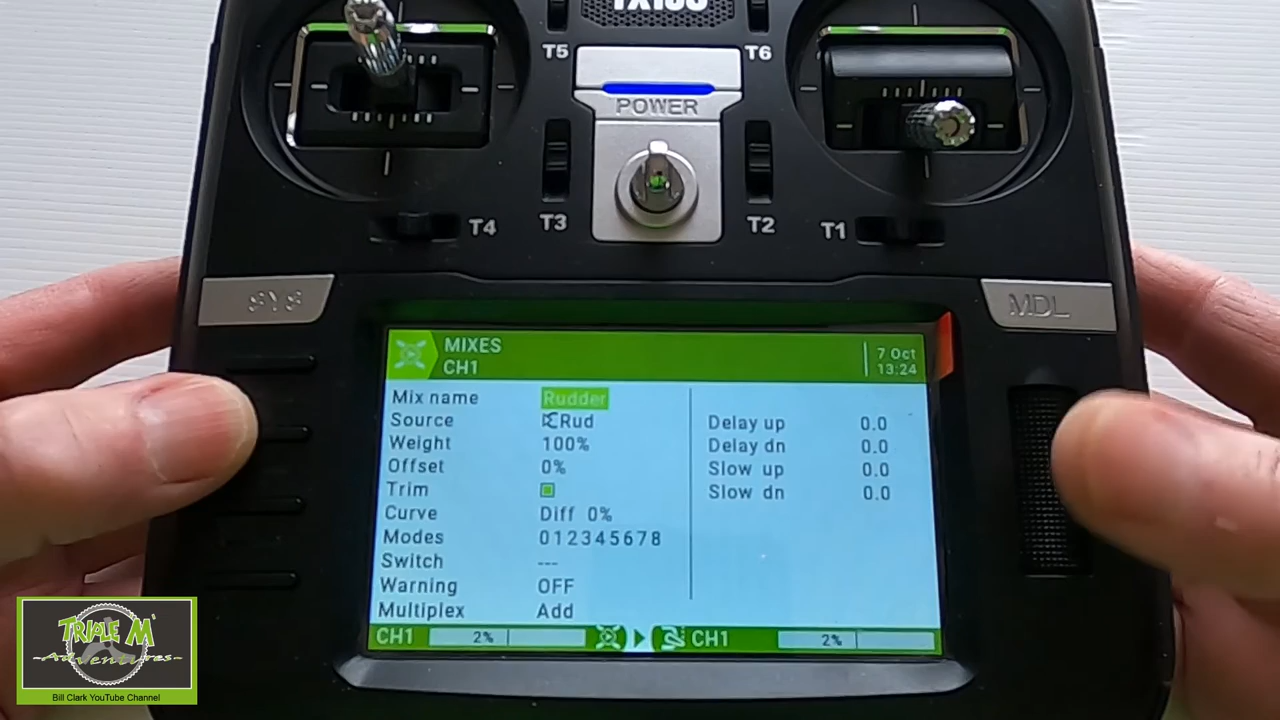 TX16S
T5
T6
POWER
T4
T3
T2
T1
SYS
MDL
MIXES
CH1
7 Oct
13:24
Mix name Rudder
Source Rud
Weight 100%
Offset 0%
Trim
Curve Diff 0%
Modes 012345678
Switch ---
Warning OFF
Multiplex Add
Delay up 0.0
Delay dn 0.0
Slow up 0.0
Slow dn 0.0
CH1 2% CH1 2%
TRIPLE M
-Adventures-
Bill Clark YouTube Channel